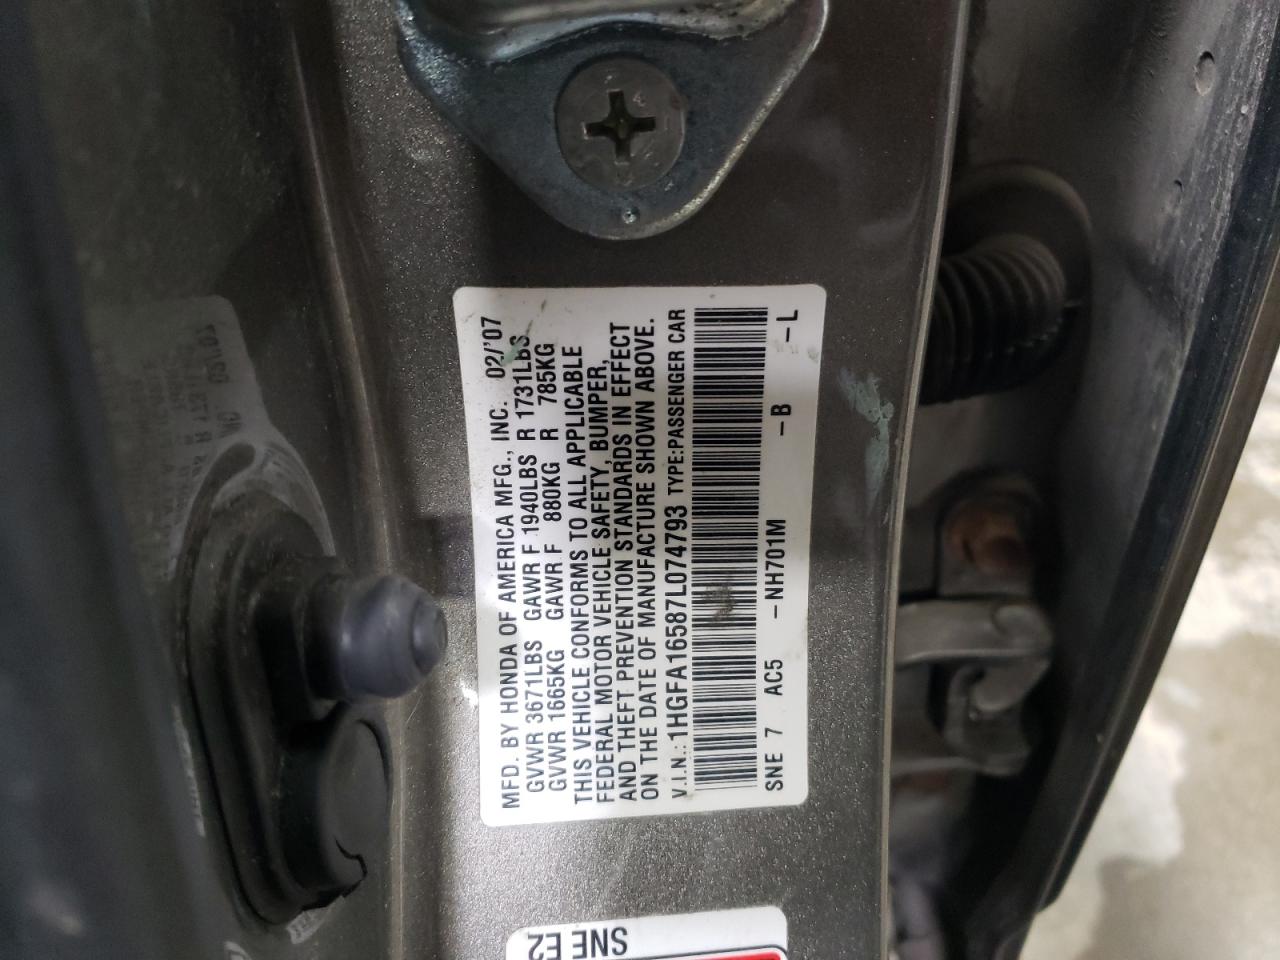 MFD. BY HONDA OF AMERICA MFG., INC. 02/'07
GVWR 3671LBS GAWR F 1940LBS R 1731LBS
GVWR 1665KG GAWR F 880KG R 785KG
THIS VEHICLE CONFORMS TO ALL APPLICABLE
FEDERAL MOTOR VEHICLE SAFETY, BUMPER,
AND THEFT PREVENTION STANDARDS IN EFFECT
ON THE DATE OF MANUFACTURE SHOWN ABOVE.
V.I.N.: 1HGFA16587L074793 TYPE:PASSENGER CAR
SNE 7 AC5 -NH701M -B -L
SNE E2